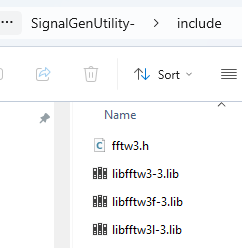 ... SignalGenUtility- > include
Sort
Name
fftw3.h
libfftw3-3.lib
libfftw3f-3.lib
libfftw3l-3.lib